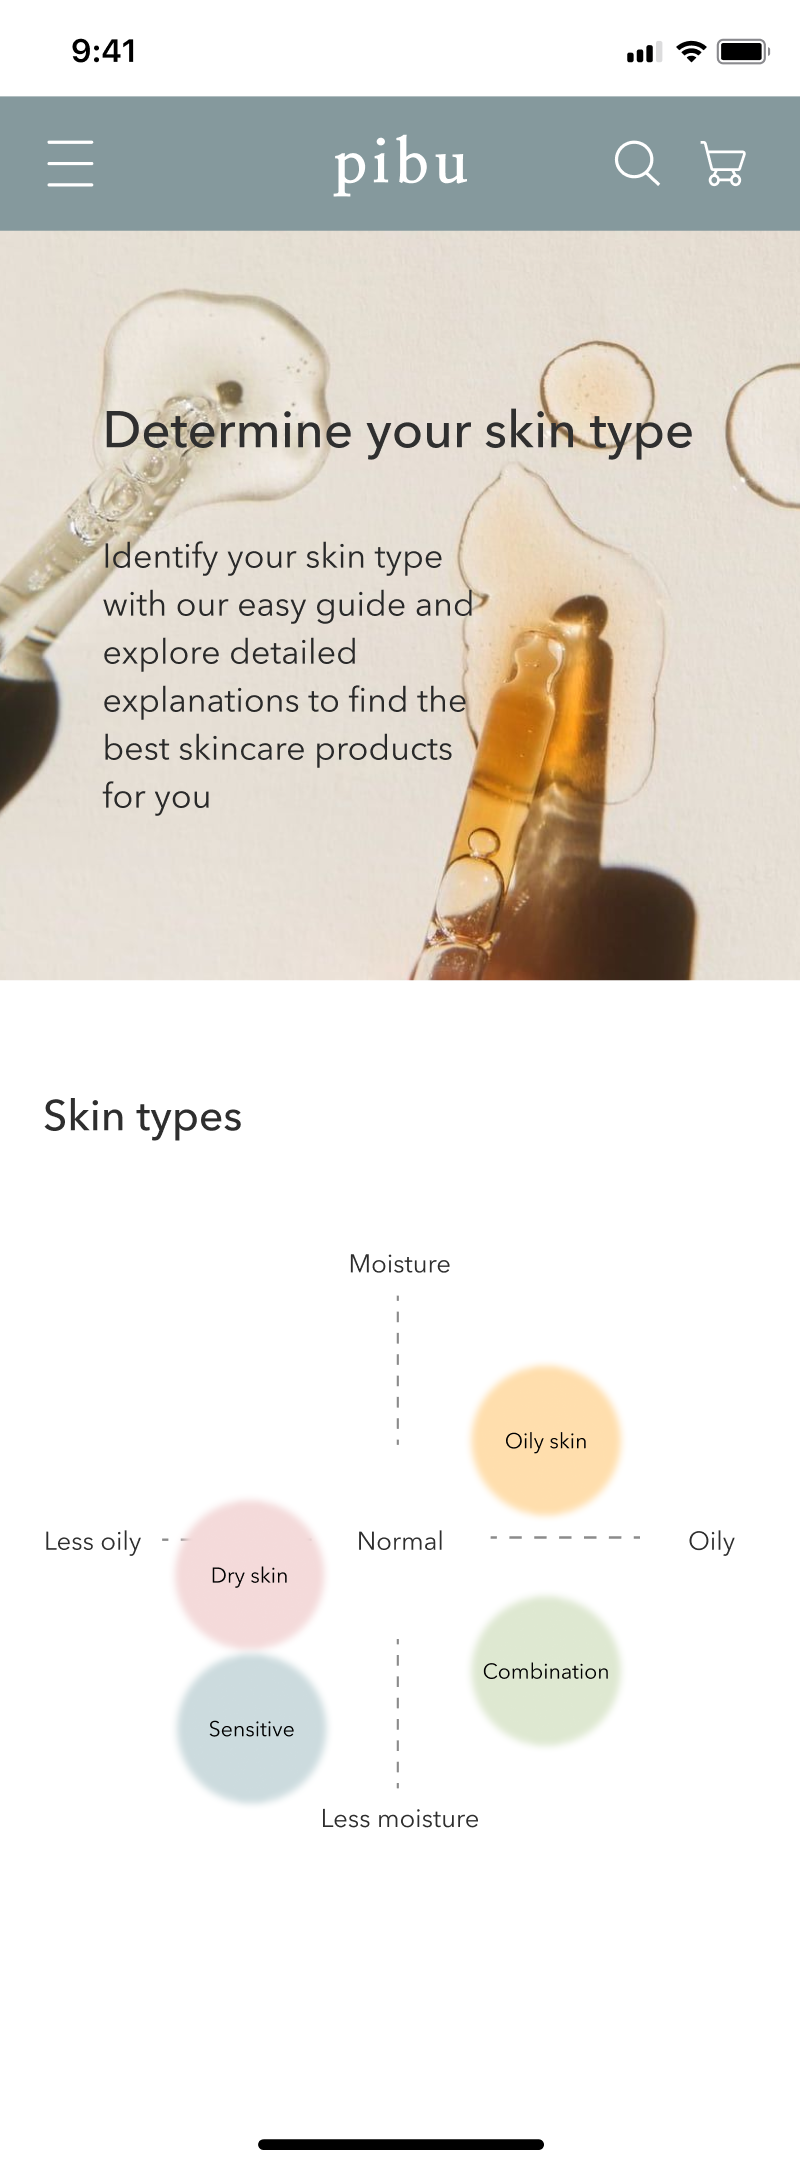 9:41
pibu
Determine your skin type
Identify your skin type
with our easy guide and
explore detailed
explanations to find the
best skincare products
for you
Skin types
Moisture
Oily skin
Less oily
Normal
Oily
Dry skin
Combination
Sensitive
Less moisture